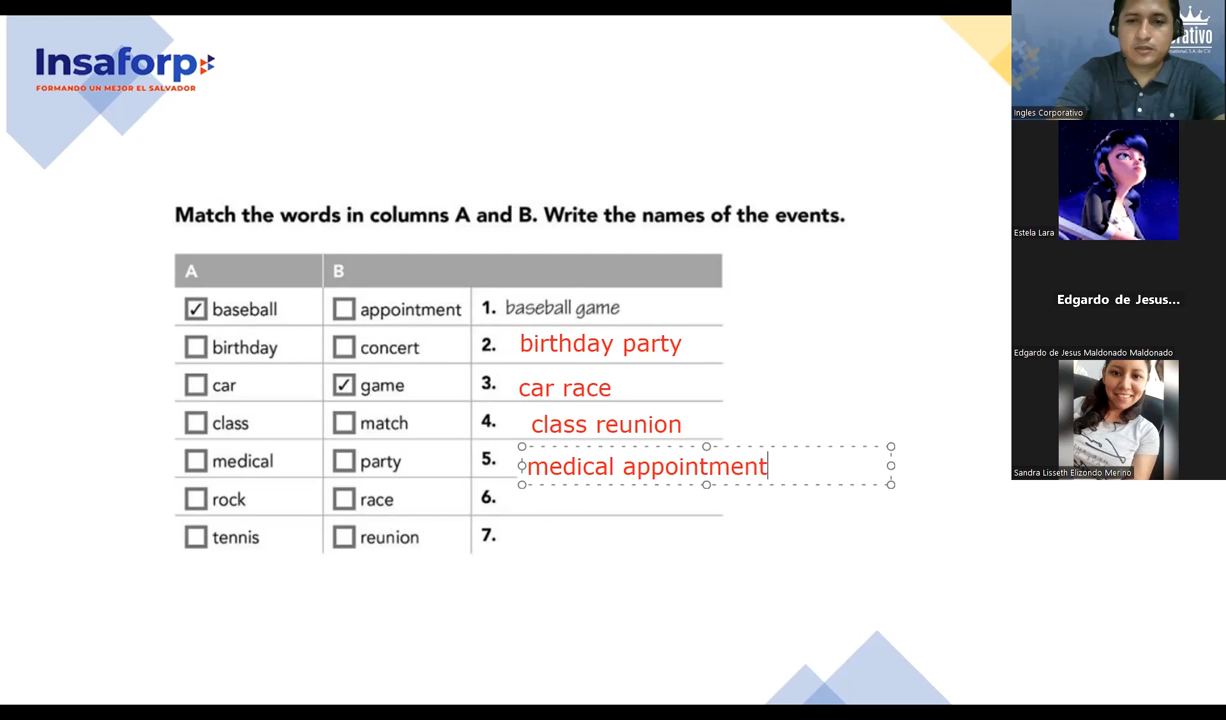 Insaforp
FORMANDO UN MEJOR EL SALVADOR
Match the words in columns A and B. Write the names of the events.
A B
baseball appointment 1. baseball game
birthday concert 2. birthday party
car game 3. car race
class match 4. class reunion
medical party 5. medical appointment
rock race 6.
tennis reunion 7.
Ingles Corporativo
Estela Lara
Edgardo de Jesus...
Edgardo de Jesus Maldonado Maldonado
Sandra Lisseth Elizondo Merino